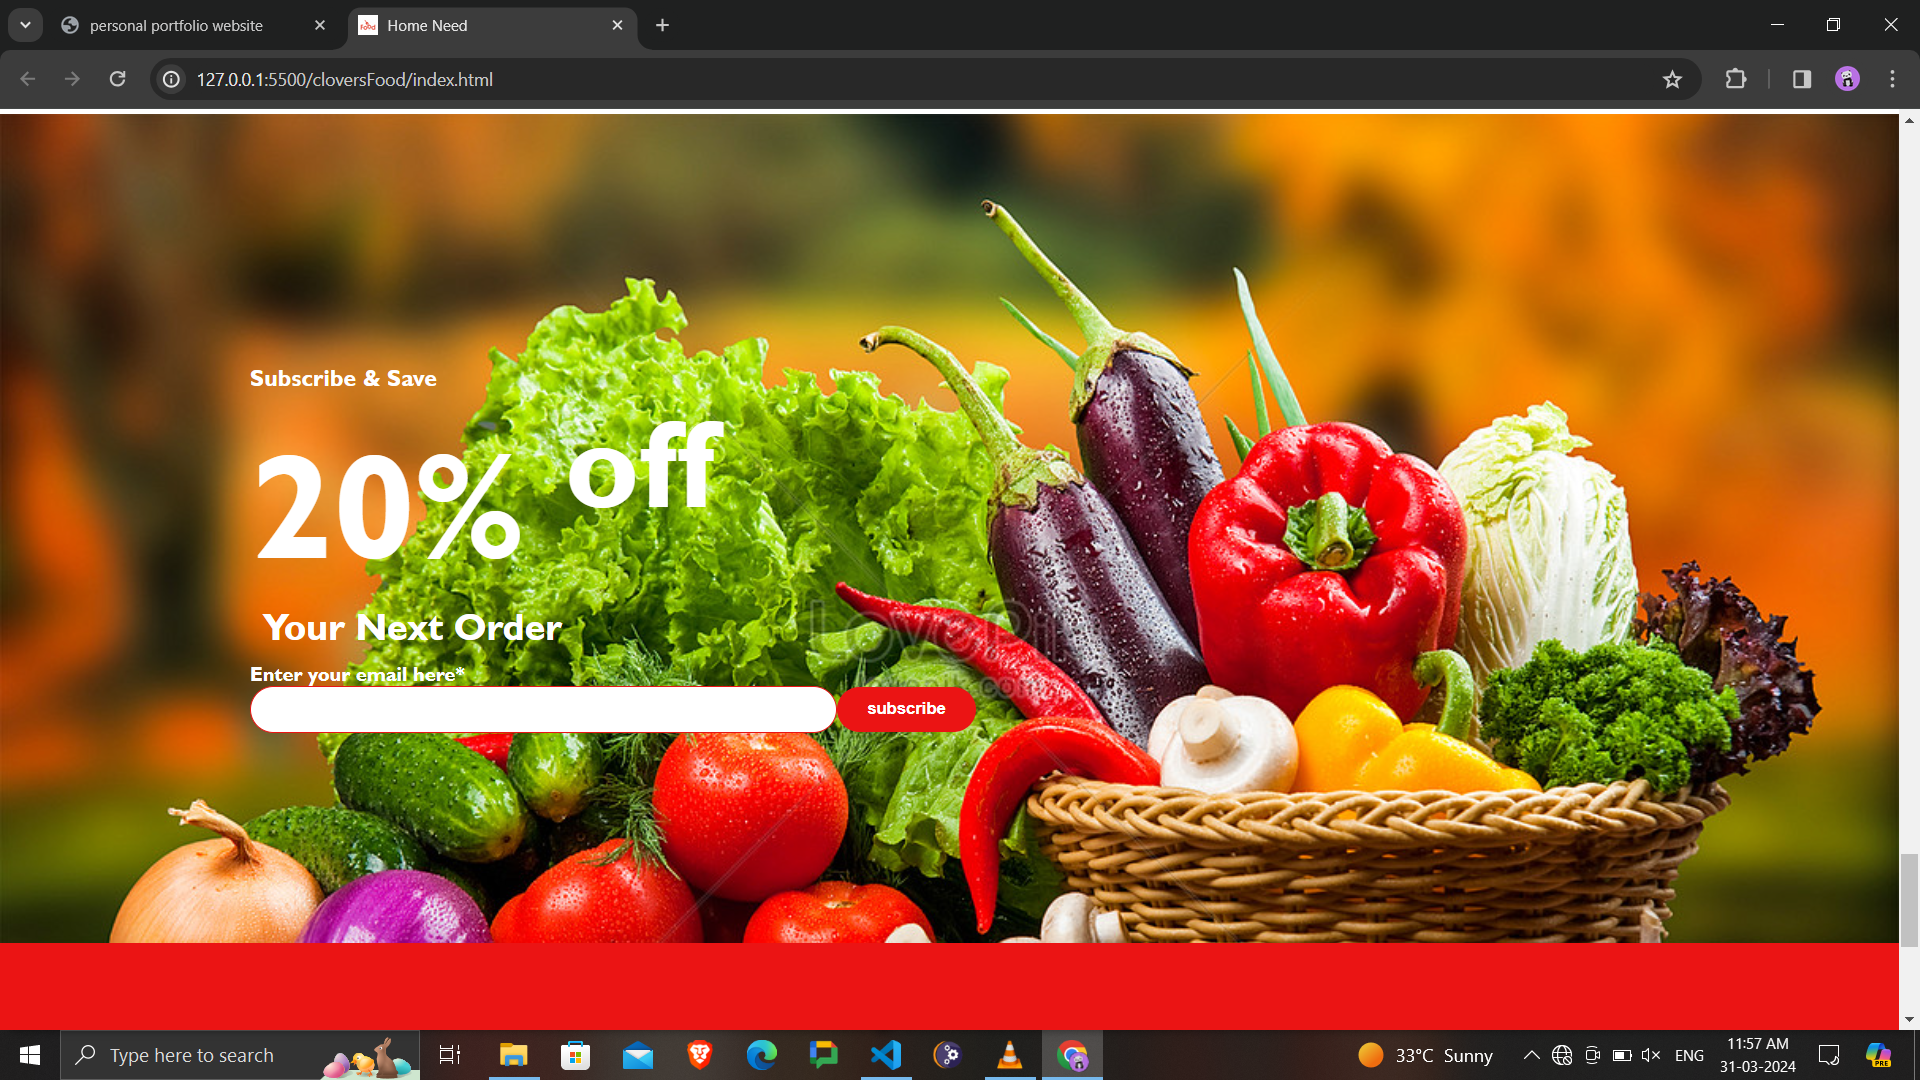 personal portfolio website
Food
Home Need
127.0.0.1:5500/cloversFood/index.html
Subscribe & Save
20% off
Your Next Order
Enter your email here*
subscribe
Type here to search
33°C Sunny
ENG
11:57 AM
31-03-2024
PRE